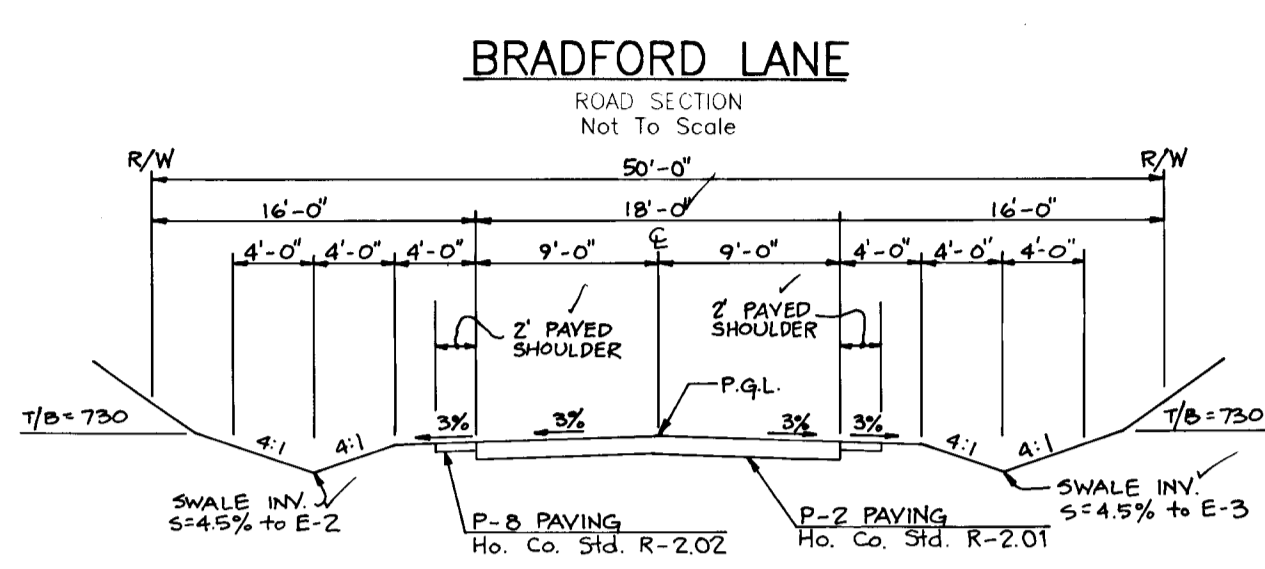 BRADFORD LANE
ROAD SECTION
Not To Scale
R/W
R/W
50'-0"
16'-0"
18'-0"
16'-0"
4'-0"
4'-0"
4'-0"
9'-0"
℄
9'-0"
4'-0"
4'-0"
4'-0"
2' PAVED
SHOULDER
2' PAVED
SHOULDER
P.G.L.
T/B=730
T/B=730
3%
3%
3%
3%
4:1
4:1
4:1
4:1
SWALE INV.
S=4.5% to E-2
SWALE INV.
S=4.5% to E-3
P-8 PAVING
Ho. Co. Std. R-2.02
P-2 PAVING
Ho. Co. Std. R-2.01